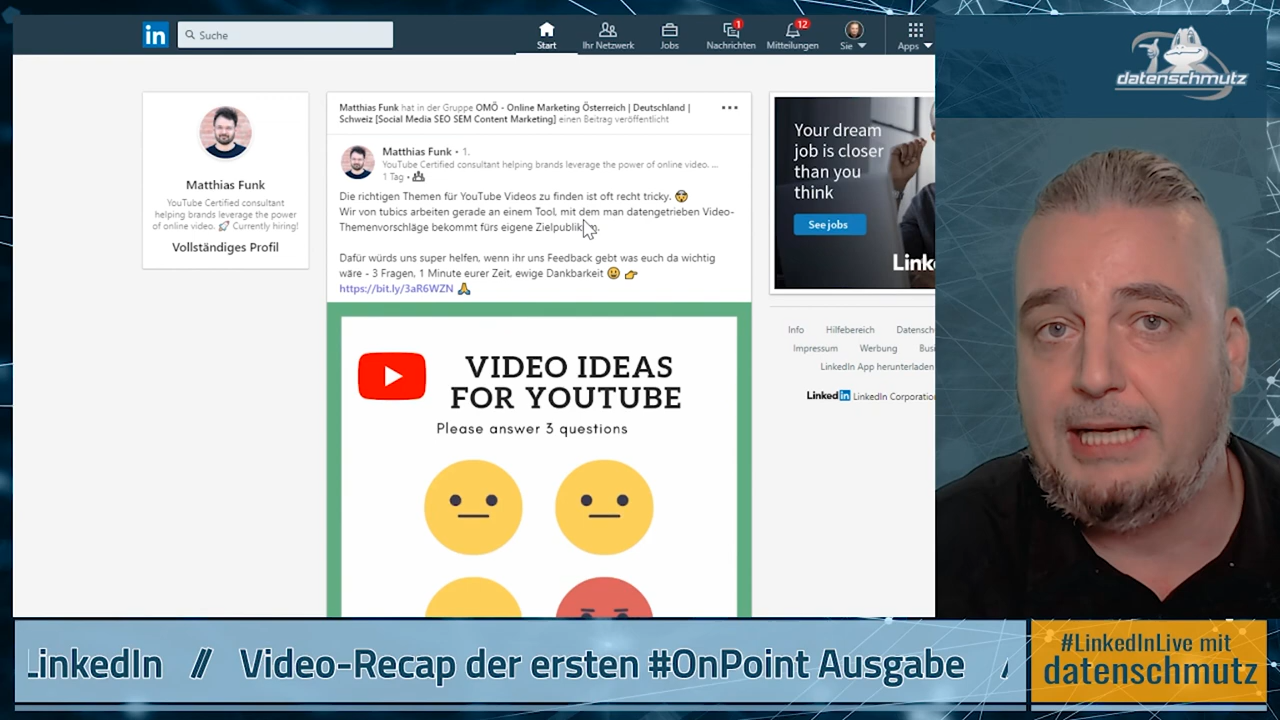 in
Suche
Start
Ihr Netzwerk
Jobs
1
Nachrichten
12
Mitteilungen
Sie
Apps
datenschmutz
Matthias Funk
YouTube Certified consultant
helping brands leverage the power
of online video. 🚀 Currently hiring!
Vollständiges Profil
Matthias Funk hat in der Gruppe OMÖ - Online Marketing Österreich | Deutschland |
Schweiz [Social Media SEO SEM Content Marketing] einen Beitrag veröffentlicht
Matthias Funk • 1.
YouTube Certified consultant helping brands leverage the power of online video. ...
1 Tag •
Die richtigen Themen für YouTube Videos zu finden ist oft recht tricky. 🤯
Wir von tubics arbeiten gerade an einem Tool, mit dem man datengetrieben Video-
Themenvorschläge bekommt fürs eigene
Dafür würds uns super helfen, wenn ihr uns Feedback gebt was euch da wichtig
wäre - 3 Fragen, 1 Minute eurer Zeit, ewige Dankbarkeit 😀 👉
https://bit.ly/3aR6WZN 🙏
VIDEO IDEAS
FOR YOUTUBE
Please answer 3 questions
Your dream
job is closer
than you
think
See jobs
Linke
Info Hilfebereich Datensch
Impressum Werbung Busi
LinkedIn App herunterladen
LinkedIn LinkedIn Corporatio
LinkedIn // Video-Recap der ersten #OnPoint Ausgabe /
#LinkedInLive mit
datenschmutz